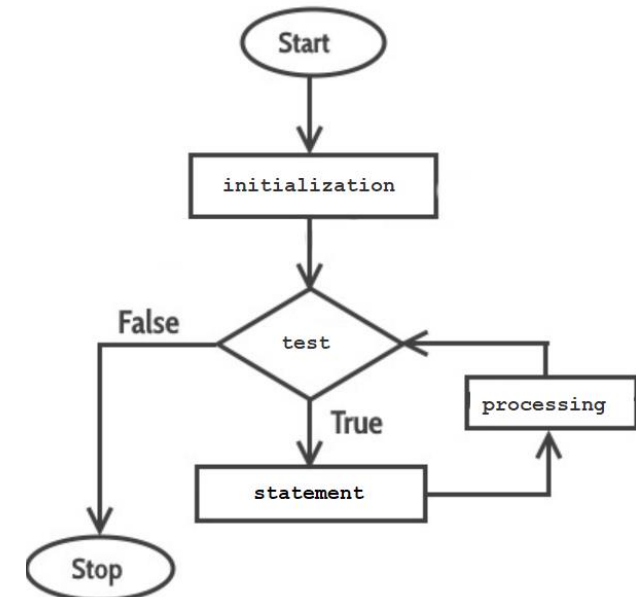 Start
initialization
False
test
processing
True
statement
Stop